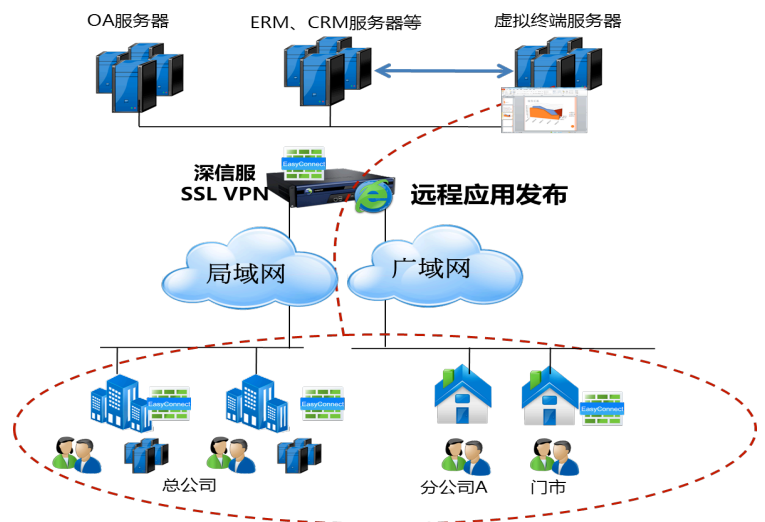 OA服务器
ERM、CRM服务器等
虚拟终端服务器
EasyConnect
深信服
SSL VPN
远程应用发布
局域网
广域网
EasyConnect
EasyConnect
EasyConnect
总公司
分公司A
门市